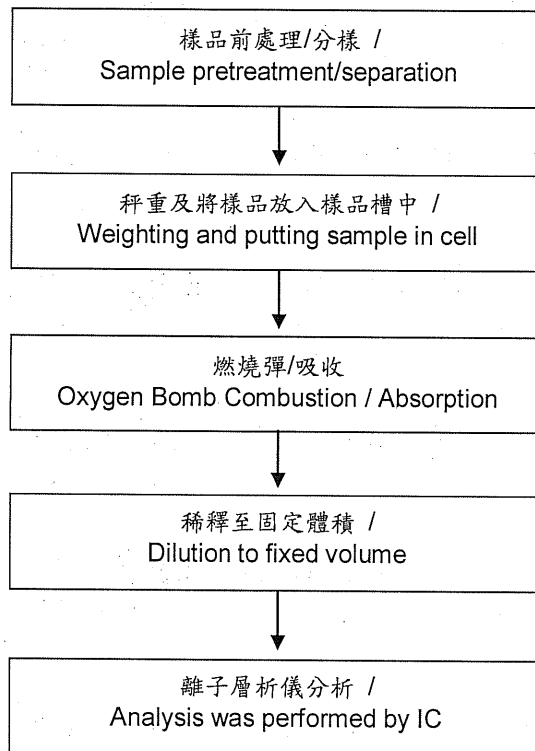 樣品前處理/分樣 /
Sample pretreatment/separation
秤重及將樣品放入樣品槽中 /
Weighting and putting sample in cell
燃燒彈/吸收
Oxygen Bomb Combustion / Absorption
稀釋至固定體積 /
Dilution to fixed volume
離子層析儀分析 /
Analysis was performed by IC